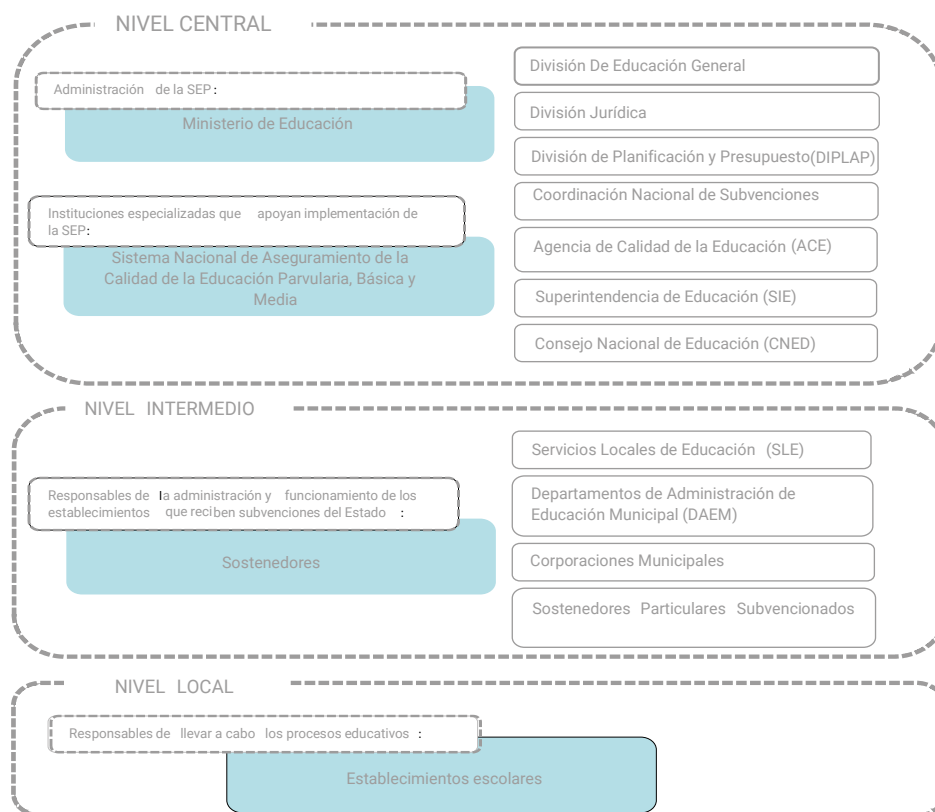 NIVEL CENTRAL
Administración de la SEP:
Ministerio de Educación
Instituciones especializadas que apoyan implementación de
la SEP:
Sistema Nacional de Aseguramiento de la
Calidad de la Educación Parvularia, Básica y
Media
División De Educación General
División Jurídica
División de Planificación y Presupuesto(DIPLAP)
Coordinación Nacional de Subvenciones
Agencia de Calidad de la Educación (ACE)
Superintendencia de Educación (SIE)
Consejo Nacional de Educación (CNED)
NIVEL INTERMEDIO
Responsables de la administración y funcionamiento de los
establecimientos que reciben subvenciones del Estado :
Sostenedores
Servicios Locales de Educación (SLE)
Departamentos de Administración de
Educación Municipal (DAEM)
Corporaciones Municipales
Sostenedores Particulares Subvencionados
NIVEL LOCAL
Responsables de llevar a cabo los procesos educativos :
Establecimientos escolares